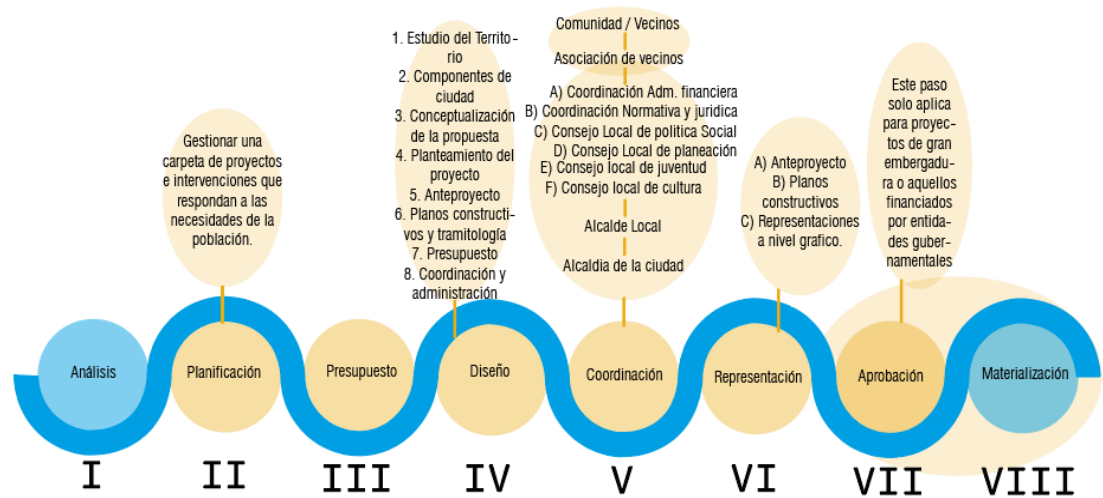 Gestionar una
carpeta de proyectos
e intervenciones que
respondan a las
necesidades de la
población.
1. Estudio del Territo-
rio
2. Componentes de
ciudad
3. Conceptualización
de la propuesta
4. Planteamiento del
proyecto
5. Anteproyecto
6. Planos constructi-
vos y tramitología
7. Presupuesto
8. Coordinación y
administración
Comunidad / Vecinos
Asociación de vecinos
A) Coordinación Adm. financiera
B) Coordinación Normativa y juridica
C) Consejo Local de politica Social
D) Consejo Local de planeación
E) Consejo local de juventud
F) Consejo local de cultura
Alcalde Local
Alcaldia de la ciudad
A) Anteproyecto
B) Planos
constructivos
C) Representaciones
a nivel grafico.
Este paso
solo aplica
para proyec-
tos de gran
embergadu-
ra o aquellos
financiados
por entida-
des guber-
namentales
Análisis
Planificación
Presupuesto
Diseño
Coordinación
Representación
Aprobación
Materialización
I
II
III
IV
V
VI
VII
VIII